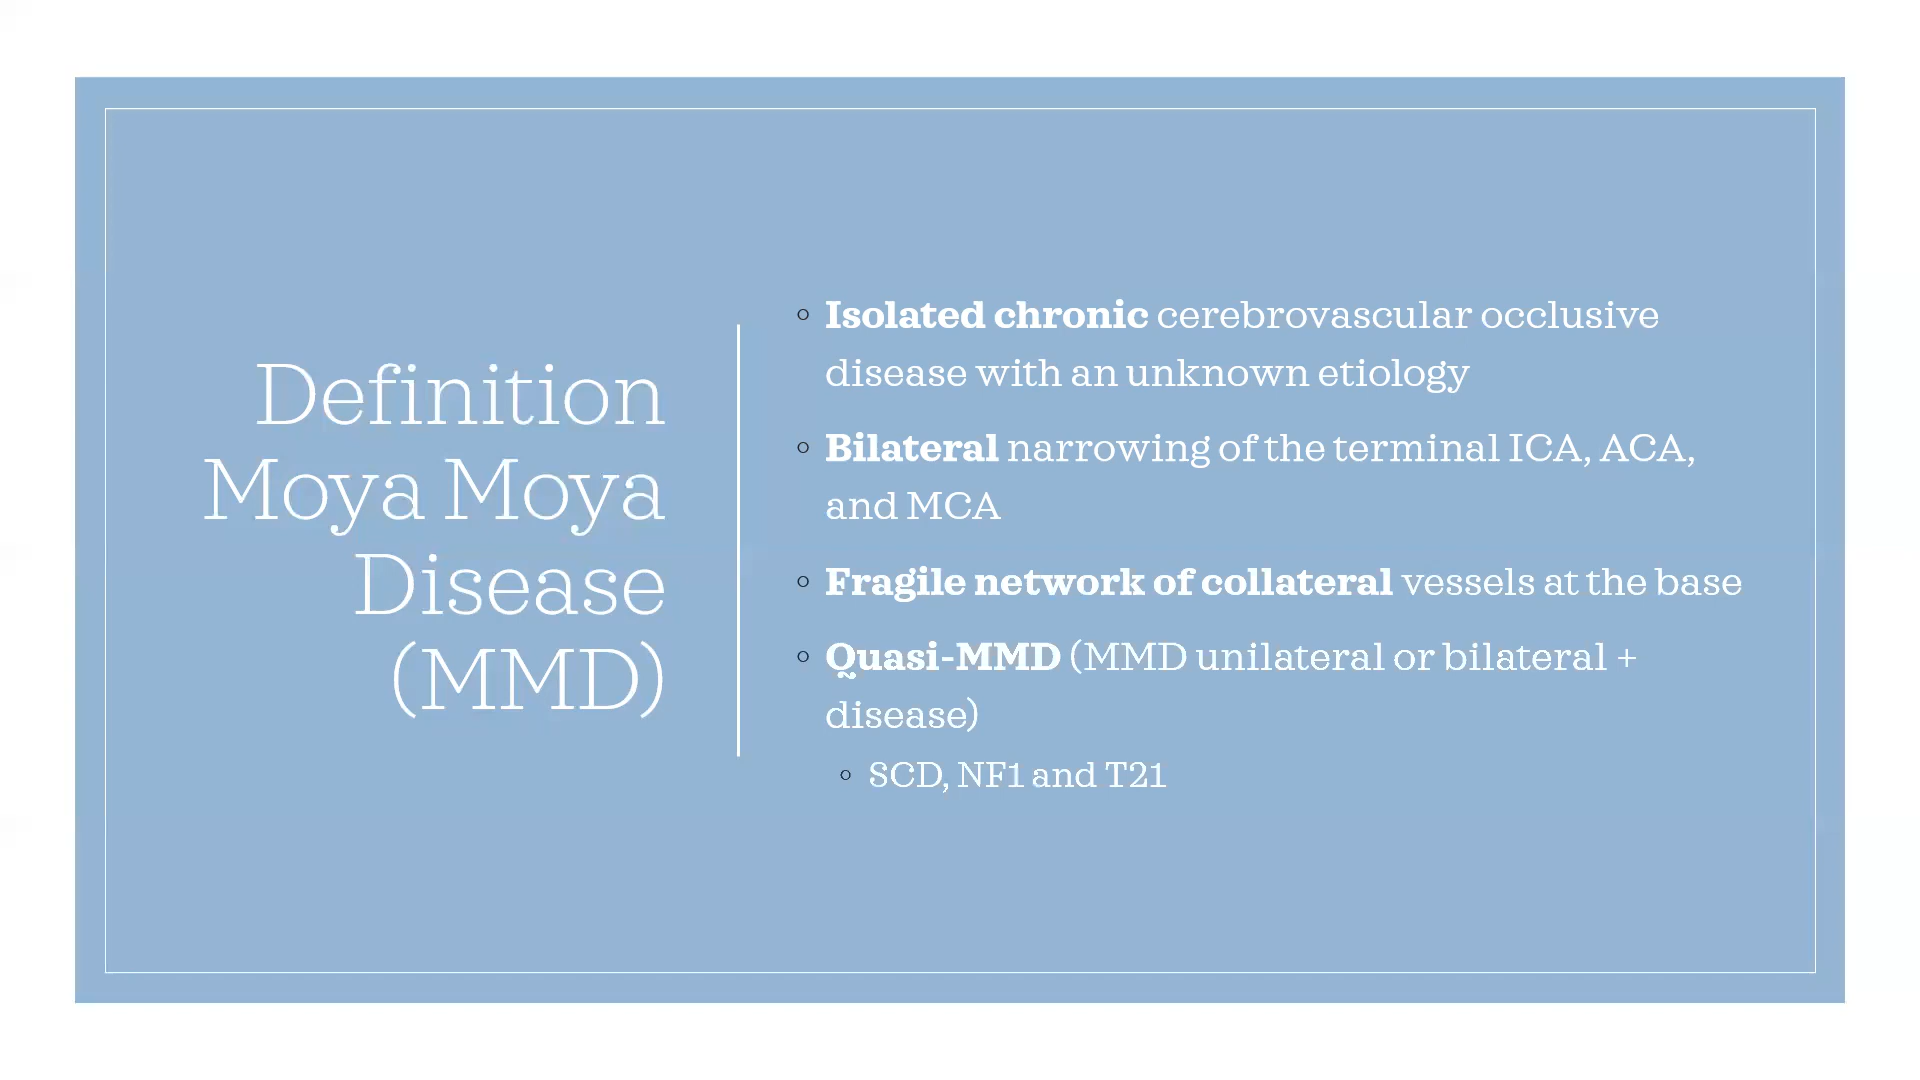 Definition
Moya Moya
Disease
(MMD)
Isolated chronic cerebrovascular occlusive
disease with an unknown etiology
Bilateral narrowing of the terminal ICA, ACA,
and MCA
Fragile network of collateral vessels at the base
Quasi-MMD (MMD unilateral or bilateral +
disease)
SCD, NF1 and T21